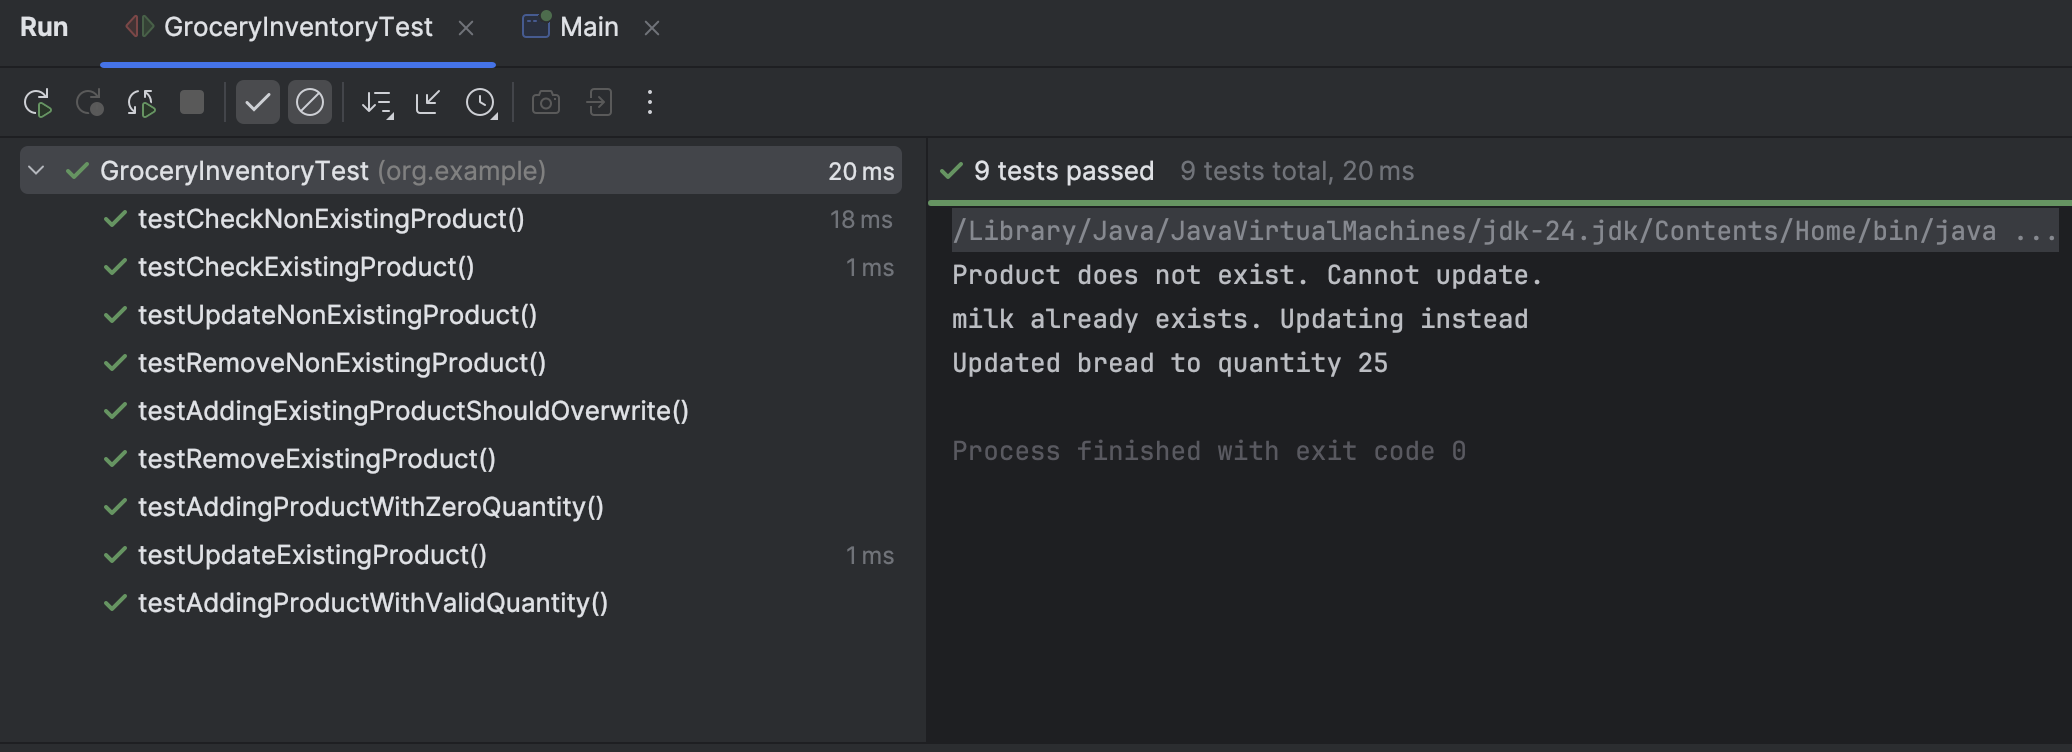 Run GroceryInventoryTest Main
GroceryInventoryTest (org.example) 20 ms
testCheckNonExistingProduct() 18 ms
testCheckExistingProduct() 1 ms
testUpdateNonExistingProduct()
testRemoveNonExistingProduct()
testAddingExistingProductShouldOverwrite()
testRemoveExistingProduct()
testAddingProductWithZeroQuantity()
testUpdateExistingProduct() 1 ms
testAddingProductWithValidQuantity()
9 tests passed 9 tests total, 20 ms
/Library/Java/JavaVirtualMachines/jdk-24.jdk/Contents/Home/bin/java ...
Product does not exist. Cannot update.
milk already exists. Updating instead
Updated bread to quantity 25
Process finished with exit code 0